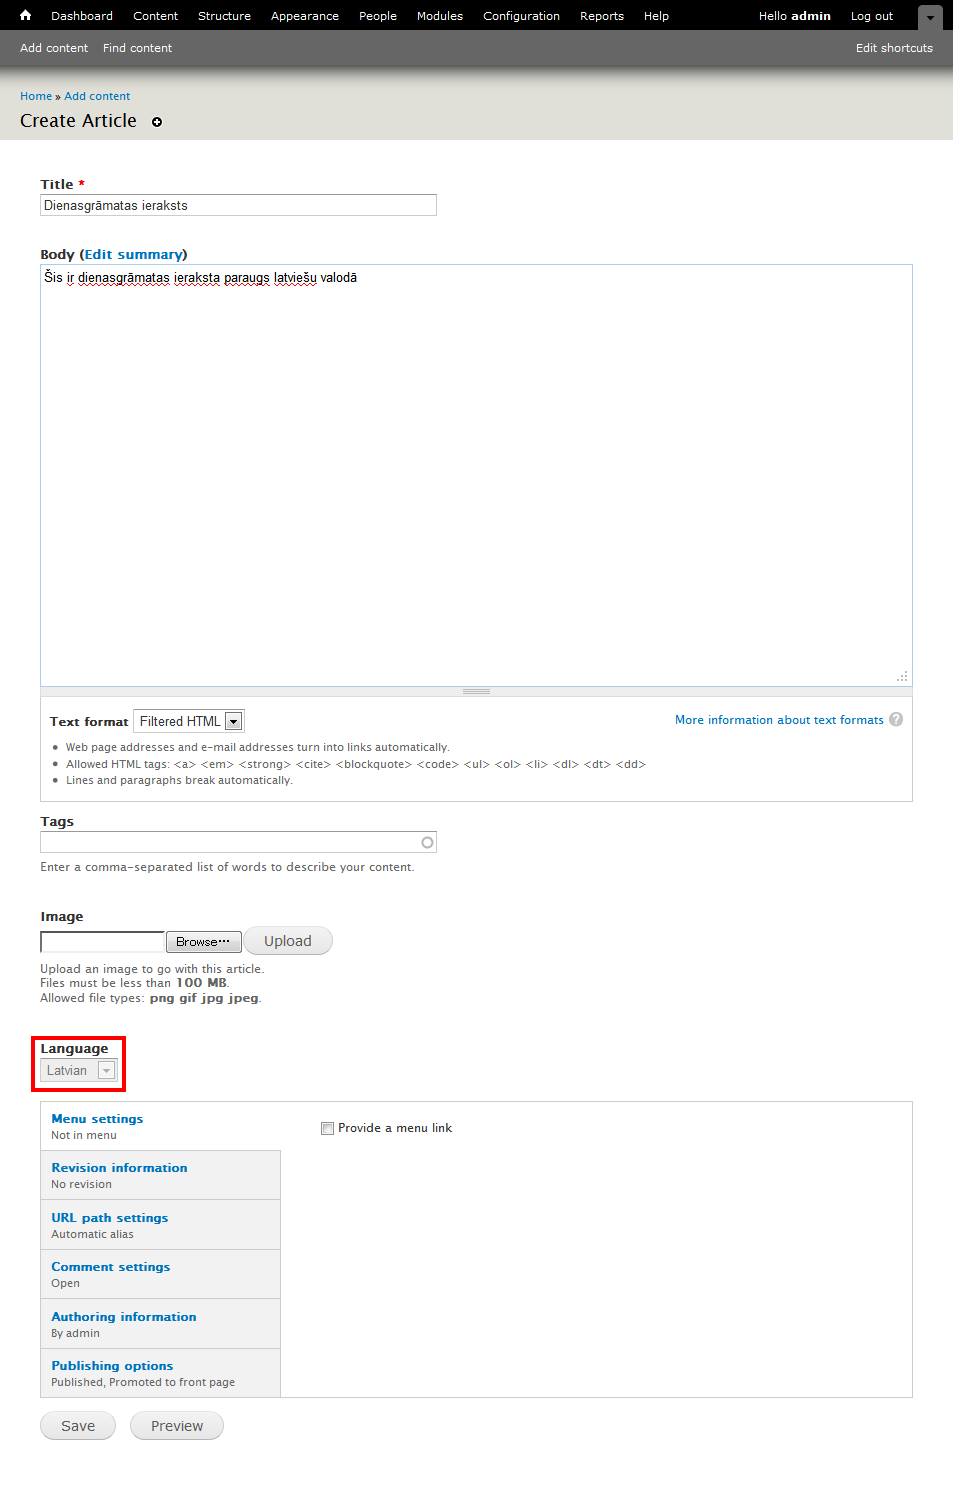 Dashboard Content Structure Appearance People Modules Configuration Reports Help Hello admin Log out
Add content Find content Edit shortcuts
Home » Add content
Create Article
Title *
Dienasgrāmatas ieraksts
Body (Edit summary)
Šis ir dienasgrāmatas ieraksta paraugs latviešu valodā
Text format Filtered HTML More information about text formats ?
Web page addresses and e-mail addresses turn into links automatically.
Allowed HTML tags: <a> <em> <strong> <cite> <blockquote> <code> <ul> <ol> <li> <dl> <dt> <dd>
Lines and paragraphs break automatically.
Tags
Enter a comma-separated list of words to describe your content.
Image
Browse… Upload
Upload an image to go with this article.
Files must be less than 100 MB.
Allowed file types: png gif jpg jpeg.
Language
Latvian
Menu settings
Not in menu
Provide a menu link
Revision information
No revision
URL path settings
Automatic alias
Comment settings
Open
Authoring information
By admin
Publishing options
Published, Promoted to front page
Save Preview